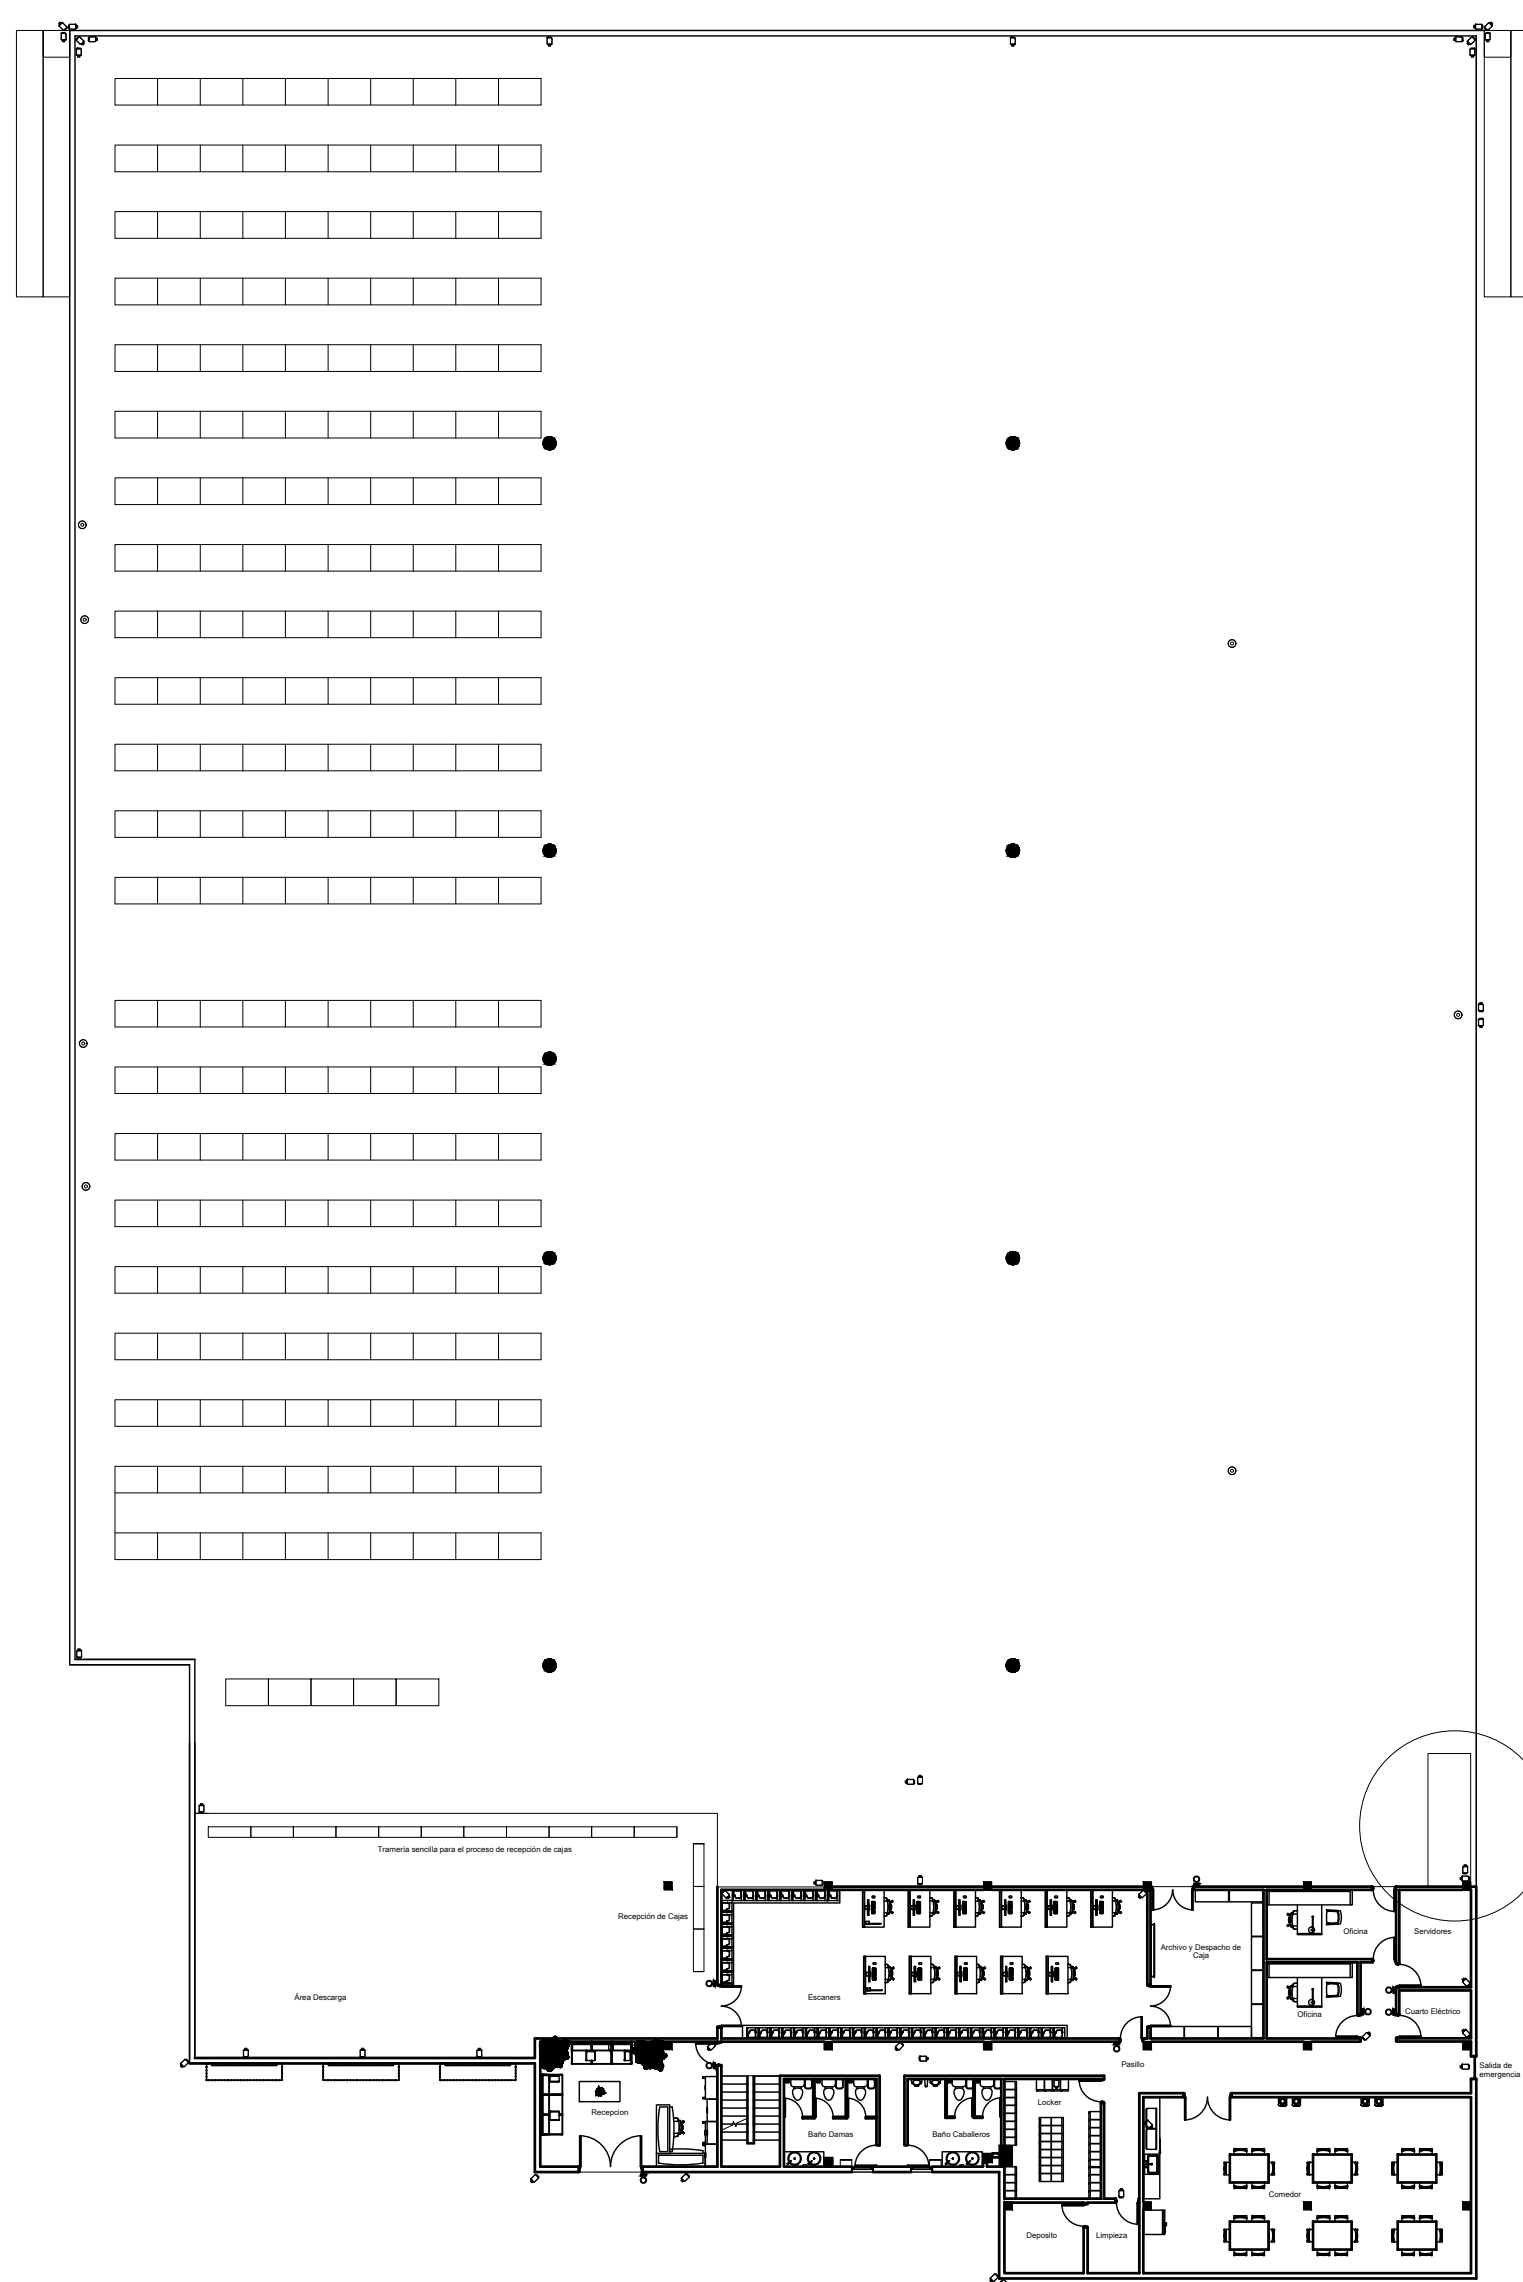 Tramería sencilla para el proceso de recepción de cajas
Recepción de Cajas
Oficina
Servidores
Archivo y Despacho de
Caja
Área Descarga
Escaners
Oficina
Cuarto Eléctrico
Pasillo
Salida de
emergencia
Recepcion
Locker
Baño Damas
Baño Caballeros
Comedor
Deposito
Limpieza